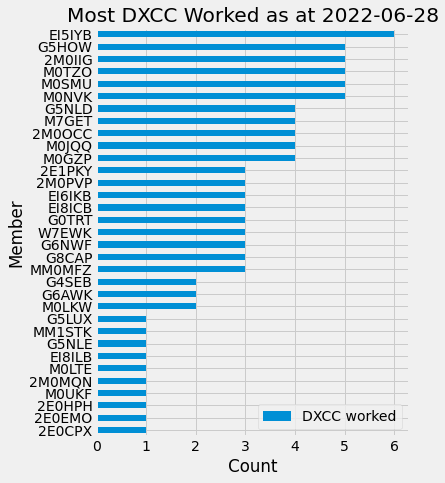 Most DXCC Worked as at 2022-06-28
EI5IYB
G5HOW
2M0IIG
M0TZO
M0SMU
M0NVK
G5NLD
M7GET
2M0OCC
M0JQQ
M0GZP
2E1PKY
2M0PVP
EI6IKB
EI8ICB
G0TRT
W7EWK
G6NWF
G8CAP
MM0MFZ
G4SEB
G6AWK
M0LKW
G5LUX
MM1STK
G5NLE
EI8ILB
M0LTE
2M0MQN
M0UKF
2E0HPH
2E0EMO
2E0CPX
Member
0 1 2 3 4 5 6
Count
DXCC worked